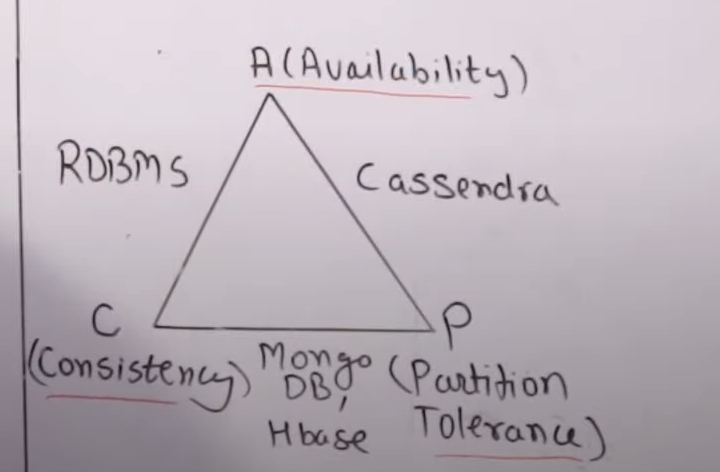 A (Availability)
RDBMS
Cassendra
C
P
(Consistency)
Mongo
DB,
Hbase
(Partition
Tolerance)